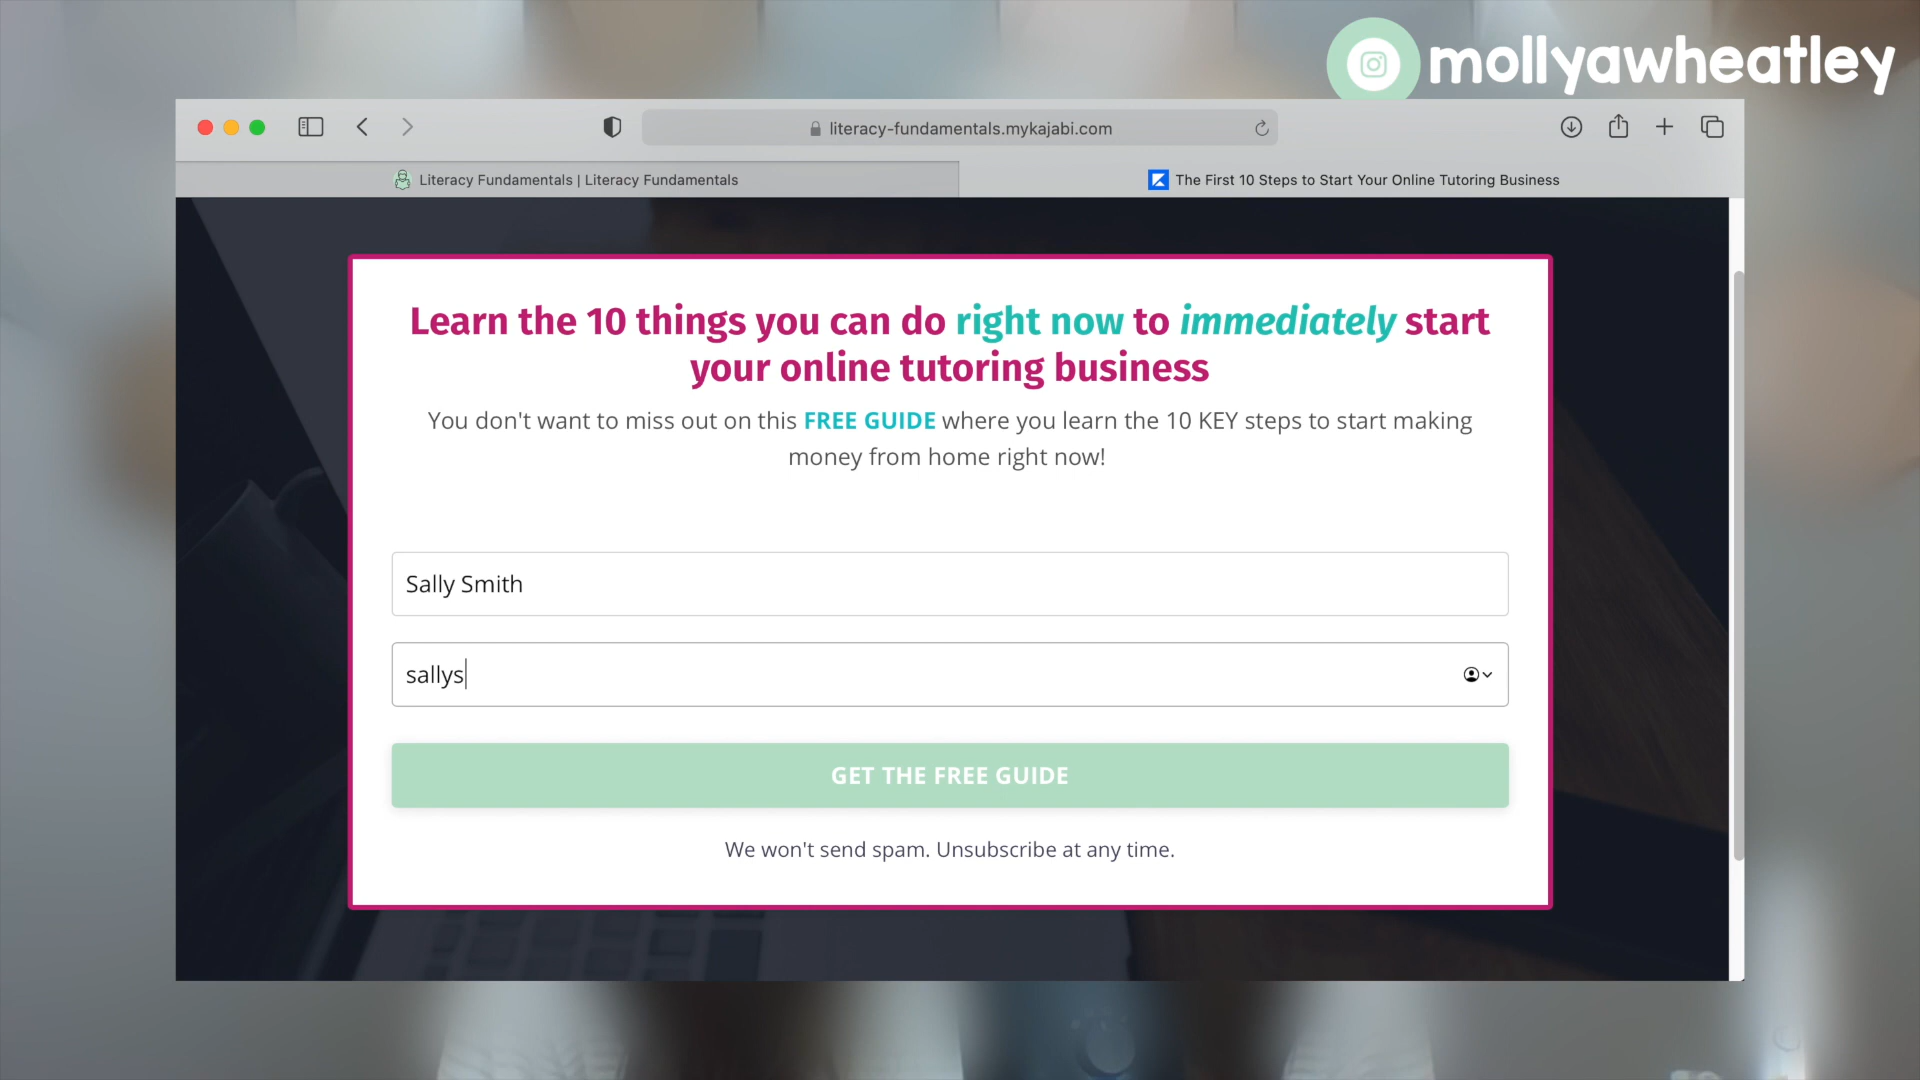 mollyawheatley
literacy-fundamentals.mykajabi.com
Literacy Fundamentals | Literacy Fundamentals
The First 10 Steps to Start Your Online Tutoring Business
Learn the 10 things you can do right now to immediately start
your online tutoring business
You don't want to miss out on this FREE GUIDE where you learn the 10 KEY steps to start making
money from home right now!
Sally Smith
sallys
GET THE FREE GUIDE
We won't send spam. Unsubscribe at any time.